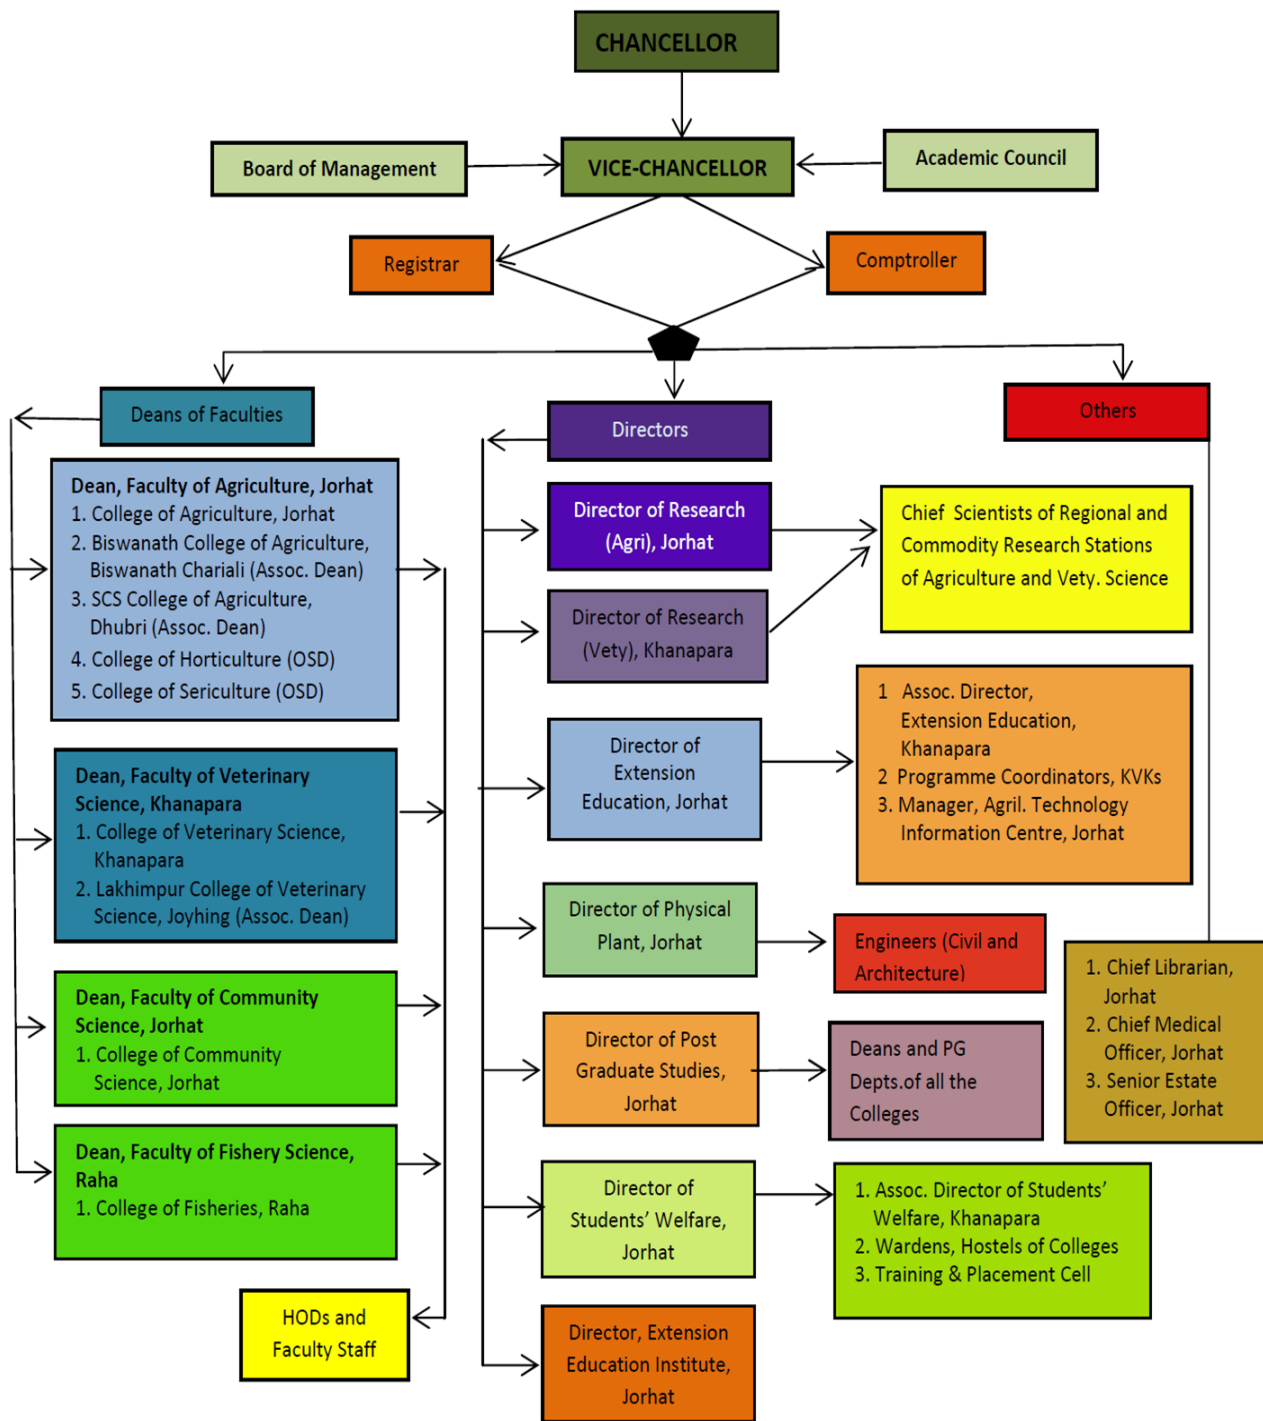 CHANCELLOR
Board of Management
VICE-CHANCELLOR
Academic Council
Registrar
Comptroller
Deans of Faculties
Directors
Others
Dean, Faculty of Agriculture, Jorhat
1. College of Agriculture, Jorhat
2. Biswanath College of Agriculture,
Biswanath Chariali (Assoc. Dean)
3. SCS College of Agriculture,
Dhubri (Assoc. Dean)
4. College of Horticulture (OSD)
5. College of Sericulture (OSD)
Dean, Faculty of Veterinary
Science, Khanapara
1. College of Veterinary Science,
Khanapara
2. Lakhimpur College of Veterinary
Science, Joyhing (Assoc. Dean)
Dean, Faculty of Community
Science, Jorhat
1. College of Community
Science, Jorhat
Dean, Faculty of Fishery Science,
Raha
1. College of Fisheries, Raha
HODs and
Faculty Staff
Director of Research
(Agri), Jorhat
Director of Research
(Vety), Khanapara
Chief Scientists of Regional and
Commodity Research Stations
of Agriculture and Vety. Science
Director of
Extension
Education, Jorhat
1 Assoc. Director,
Extension Education,
Khanapara
2 Programme Coordinators, KVKs
3. Manager, Agril. Technology
Information Centre, Jorhat
Director of Physical
Plant, Jorhat
Engineers (Civil and
Architecture)
Director of Post
Graduate Studies,
Jorhat
Deans and PG
Depts.of all the
Colleges
Director of
Students’ Welfare,
Jorhat
1. Assoc. Director of Students’
Welfare, Khanapara
2. Wardens, Hostels of Colleges
3. Training & Placement Cell
Director, Extension
Education Institute,
Jorhat
1. Chief Librarian,
Jorhat
2. Chief Medical
Officer, Jorhat
3. Senior Estate
Officer, Jorhat